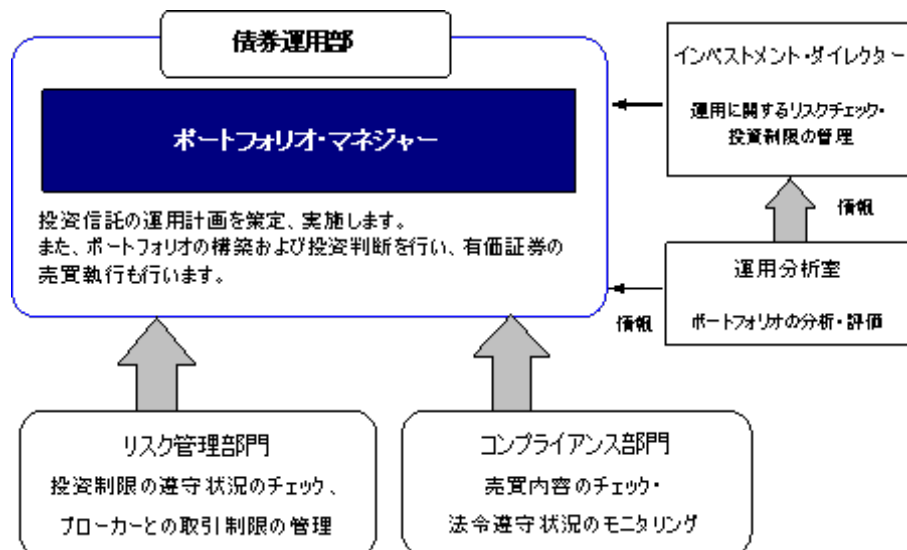 債券運用部
ポートフォリオ・マネジャー
投資信託の運用計画を策定、実施します。
また、ポートフォリオの構築および投資判断を行い、有価証券の
売買執行も行います。
インベストメント・ダイレクター
運用に関するリスクチェック・
投資制限の管理
情報
運用分析室
ポートフォリオの分析・評価
情報
リスク管理部門
投資制限の遵守状況のチェック、
ブローカーとの取引制限の管理
コンプライアンス部門
売買内容のチェック・
法令遵守状況のモニタリング